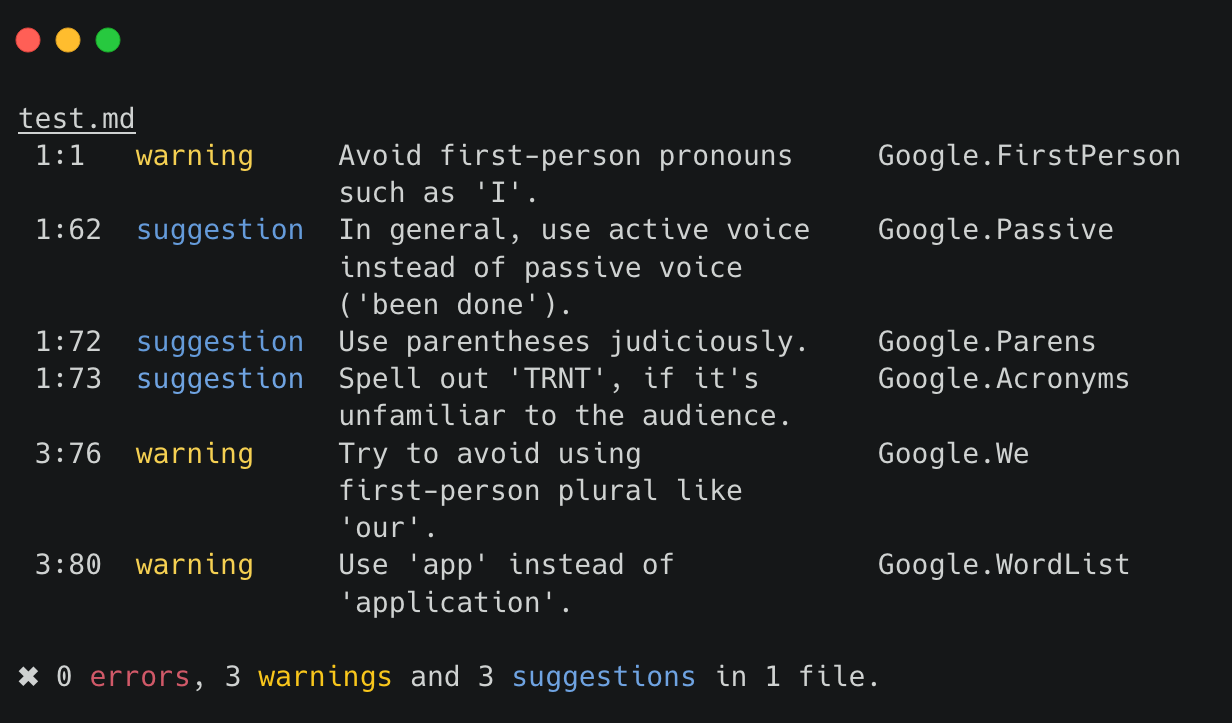 test.md
1:1 warning Avoid first-person pronouns Google.FirstPerson
such as 'I'.
1:62 suggestion In general, use active voice Google.Passive
instead of passive voice
('been done').
1:72 suggestion Use parentheses judiciously. Google.Parens
1:73 suggestion Spell out 'TRNT', if it's Google.Acronyms
unfamiliar to the audience.
3:76 warning Try to avoid using Google.We
first-person plural like
'our'.
3:80 warning Use 'app' instead of Google.WordList
'application'.
✖ 0 errors, 3 warnings and 3 suggestions in 1 file.